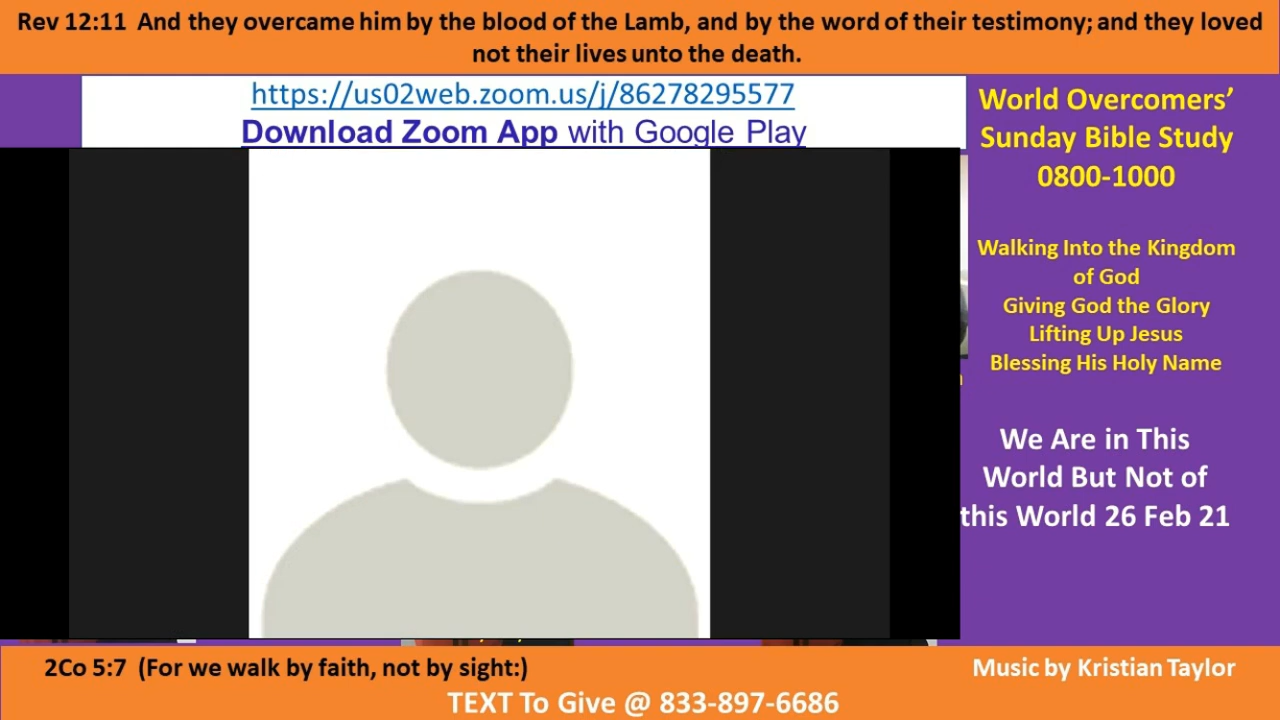 Rev 12:11 And they overcame him by the blood of the Lamb, and by the word of their testimony; and they loved
not their lives unto the death.
https://us02web.zoom.us/j/86278295577
Download Zoom App with Google Play
World Overcomers’
Sunday Bible Study
0800-1000
Walking Into the Kingdom
of God
Giving God the Glory
Lifting Up Jesus
Blessing His Holy Name
We Are in This
World But Not of
this World 26 Feb 21
2Co 5:7 (For we walk by faith, not by sight:)
Music by Kristian Taylor
TEXT To Give @ 833-897-6686